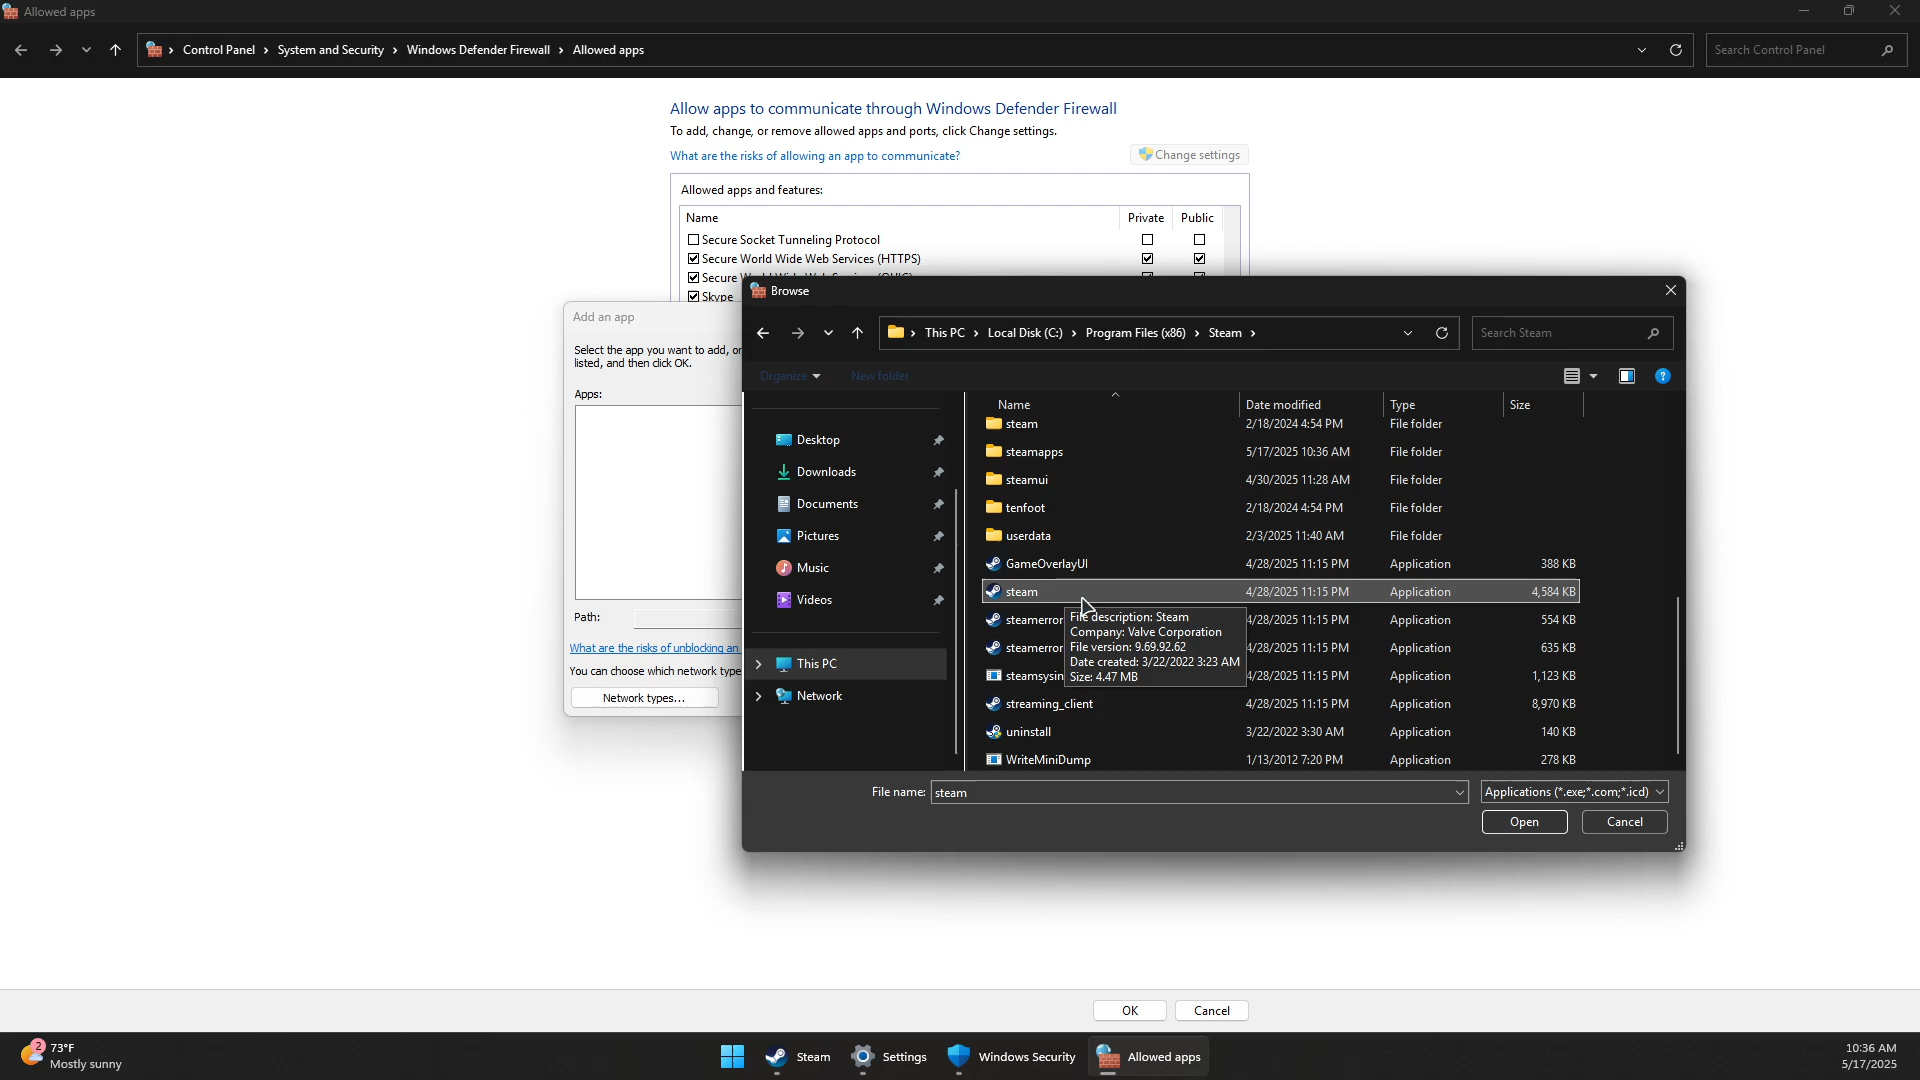 Allowed apps
Control Panel > System and Security > Windows Defender Firewall > Allowed apps
Search Control Panel
Allow apps to communicate through Windows Defender Firewall
To add, change, or remove allowed apps and ports, click Change settings.
What are the risks of allowing an app to communicate?
Change settings
Allowed apps and features:
Name Private Public
Secure Socket Tunneling Protocol
Secure World Wide Web Services (HTTPS)
Secure World Wide Web Services (QUIC)
Skype
Add an app
Select the app you want to add, or
listed, and then click OK.
Apps:
Path:
What are the risks of unblocking an
You can choose which network type
Network types...
Browse
This PC > Local Disk (C:) > Program Files (x86) > Steam >
Search Steam
Organize New folder
Desktop
Downloads
Documents
Pictures
Music
Videos
This PC
Network
Name Date modified Type Size
steam 2/18/2024 4:54 PM File folder
steamapps 5/17/2025 10:36 AM File folder
steamui 4/30/2025 11:28 AM File folder
tenfoot 2/18/2024 4:54 PM File folder
userdata 2/3/2025 11:40 AM File folder
GameOverlayUI 4/28/2025 11:15 PM Application 388 KB
steam 4/28/2025 11:15 PM Application 4,584 KB
steamerror 4/28/2025 11:15 PM Application 554 KB
steamerror 4/28/2025 11:15 PM Application 635 KB
steamsysin 4/28/2025 11:15 PM Application 1,123 KB
streaming_client 4/28/2025 11:15 PM Application 8,970 KB
uninstall 3/22/2022 3:30 AM Application 140 KB
WriteMiniDump 1/13/2012 7:20 PM Application 278 KB
File description: Steam
Company: Valve Corporation
File version: 9.69.92.62
Date created: 3/22/2022 3:23 AM
Size: 4.47 MB
File name: steam
Applications (*.exe;*.com;*.icd)
Open Cancel
OK Cancel
2
73°F
Mostly sunny
Steam
Settings
Windows Security
Allowed apps
10:36 AM
5/17/2025